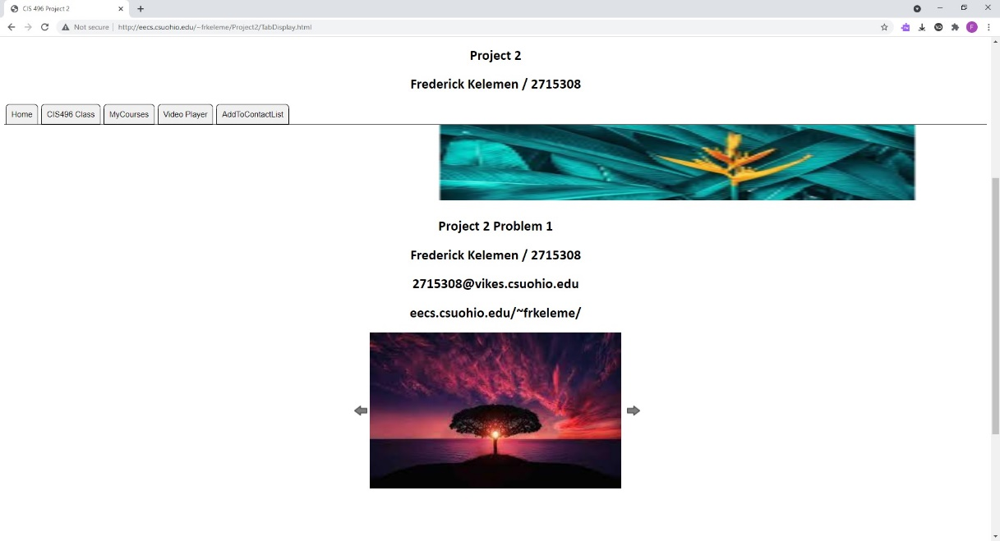 CIS 496 Project 2
Not secure
http://eecs.csuohio.edu/~frkeleme/Project2/TabDisplay.html
F
Project 2
Frederick Kelemen / 2715308
Home
CIS496 Class
MyCourses
Video Player
AddToContactList
Project 2 Problem 1
Frederick Kelemen / 2715308
2715308@vikes.csuohio.edu
eecs.csuohio.edu/~frkeleme/